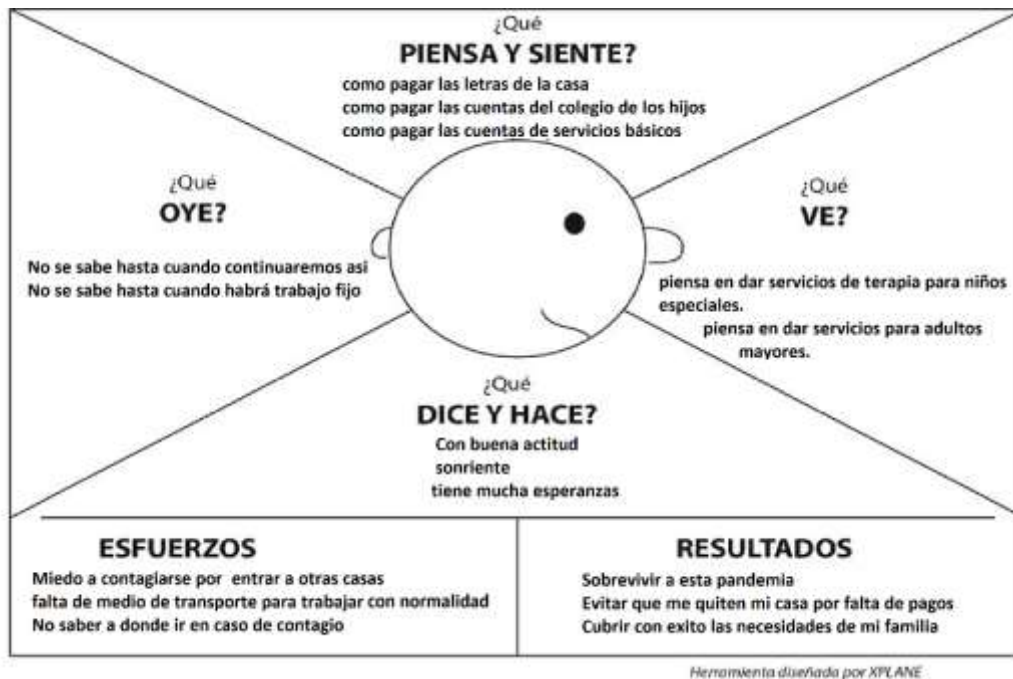 ¿Qué
PIENSA Y SIENTE?
como pagar las letras de la casa
como pagar las cuentas del colegio de los hijos
como pagar las cuentas de servicios básicos
¿Qué
OYE?
No se sabe hasta cuando continuaremos asi
No se sabe hasta cuando habrá trabajo fijo
¿Qué
VE?
piensa en dar servicios de terapia para niños
especiales.
piensa en dar servicios para adultos
mayores.
¿Qué
DICE Y HACE?
Con buena actitud
sonriente
tiene mucha esperanzas
ESFUERZOS
Miedo a contagiarse por entrar a otras casas
falta de medio de transporte para trabajar con normalidad
No saber a donde ir en caso de contagio
RESULTADOS
Sobrevivir a esta pandemia
Evitar que me quiten mi casa por falta de pagos
Cubrir con exito las necesidades de mi familia
Herramienta diseñada por XPLANE